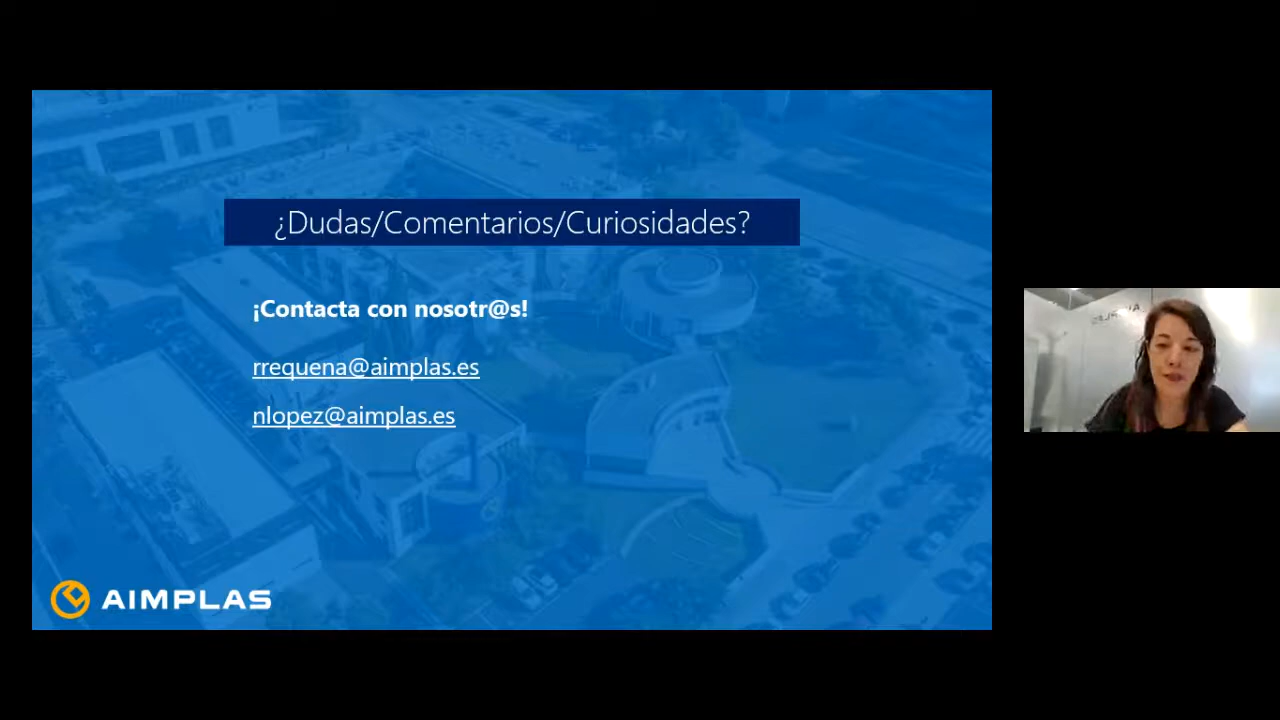 ¿Dudas/Comentarios/Curiosidades?
¡Contacta con nosotr@s!
rrequena@aimplas.es
nlopez@aimplas.es
AIMPLAS